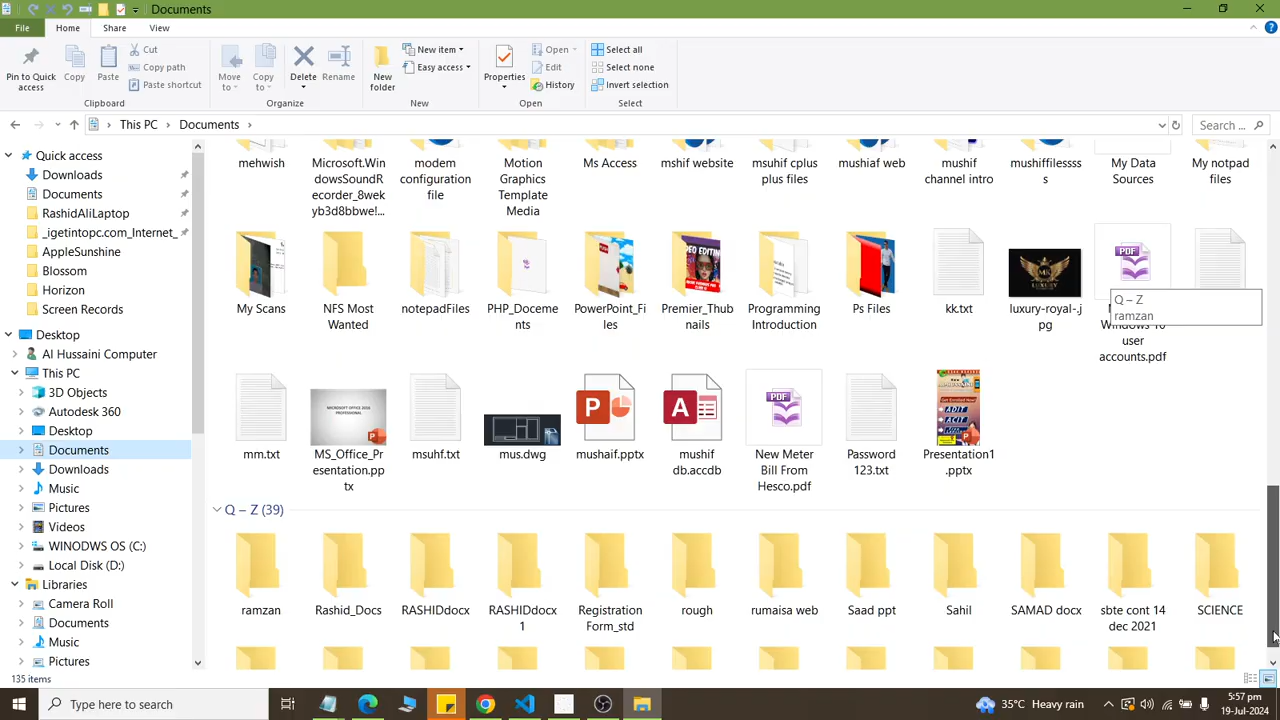 Documents
File
Home
Share
View
Pin to Quick
access
Copy
Paste
Cut
Copy path
Paste shortcut
Clipboard
Move
to
Copy
to
Delete
Rename
Organize
New
folder
New item
Easy access
New
Properties
Open
Edit
History
Open
Select all
Select none
Invert selection
Select
This PC
Documents
Search ...
Quick access
Downloads
Documents
RashidAliLaptop
_igetintopc.com_Internet_
AppleSunshine
Blossom
Horizon
Screen Records
Desktop
Al Hussaini Computer
This PC
3D Objects
Autodesk 360
Desktop
Documents
Downloads
Music
Pictures
Videos
WINODWS OS (C:)
Local Disk (D:)
Libraries
Camera Roll
Documents
Music
Pictures
mehwish
Microsoft.Win
dowsSoundR
ecorder_8wek
yb3d8bbwe!...
modem
configuration
file
Motion
Graphics
Template
Media
Ms Access
mshif website
msuhif cplus
plus files
mushiaf web
mushif
channel intro
mushiffilessss
s
My Data
Sources
My notpad
files
My Scans
NFS Most
Wanted
notepadFiles
PHP_Doceme
nts
PowerPoint_Fi
les
Premier_Thub
nails
Programming
Introduction
Ps Files
kk.txt
luxury-royal-.j
pg
user
accounts.pdf
Q – Z
ramzan
mm.txt
MS_Office_Pr
esentation.pp
tx
msuhf.txt
mus.dwg
mushaif.pptx
mushif
db.accdb
New Meter
Bill From
Hesco.pdf
Password
123.txt
Presentation1
.pptx
Q – Z (39)
ramzan
Rashid_Docs
RASHIDdocx
RASHIDdocx
1
Registration
Form_std
rough
rumaisa web
Saad ppt
Sahil
SAMAD docx
sbte cont 14
dec 2021
SCIENCE
135 items
Type here to search
35°C Heavy rain
5:57 pm
19-Jul-2024